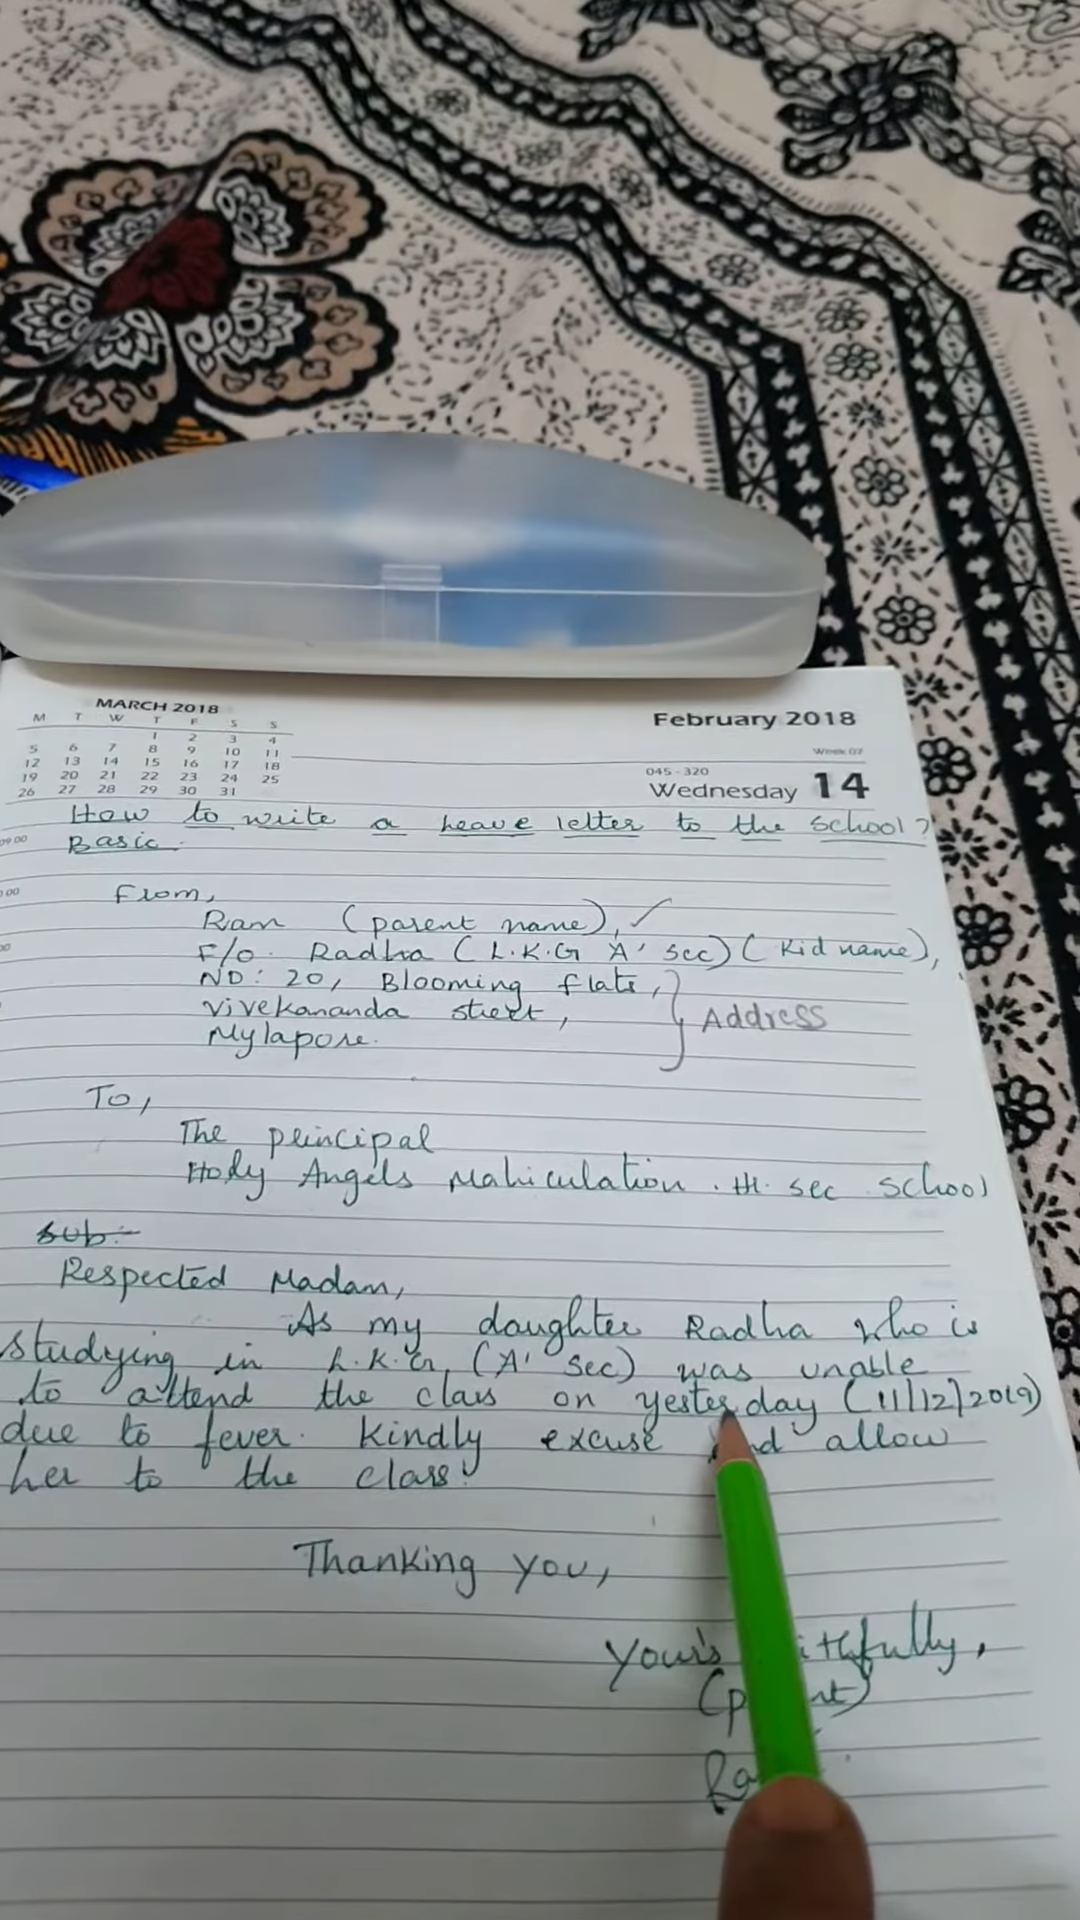 MARCH 2018
M T W T F S S
1 2 3 4
5 6 7 8 9 10 11
12 13 14 15 16 17 18
19 20 21 22 23 24 25
26 27 28 29 30 31
February 2018
Week 07
045-320
Wednesday 14
How to write a leave letter to the school?
09 00
Basic.
From,
Ram (parent name), ✓
F/o. Radha (L.K.G 'A' sec) (Kid name),
NO: 20, Blooming flats,
Vivekananda street,
Mylapore.
Address
To,
The principal
Holy Angels Matriculation . H. sec school
Sub:-
Respected Madam,
As my daughter Radha who is
studying in L.K.G (A' sec) was unable
to attend the class on yesterday (11/12/2019)
due to fever. Kindly excuse and allow
her to the class.
Thanking you,
Your's